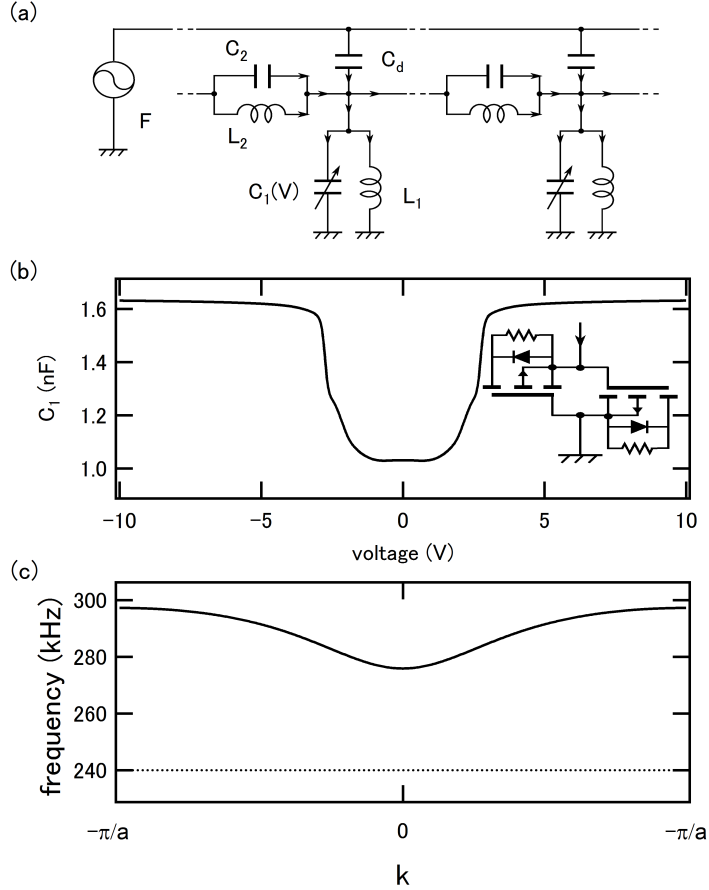 (a)
C₂
C_d
F
L₂
C₁(V)
L₁
(b)
C₁ (nF)
1.6
1.4
1.2
1.0
−10
−5
0
5
10
voltage (V)
(c)
frequency (kHz)
300
280
260
240
−π/a
0
−π/a
k